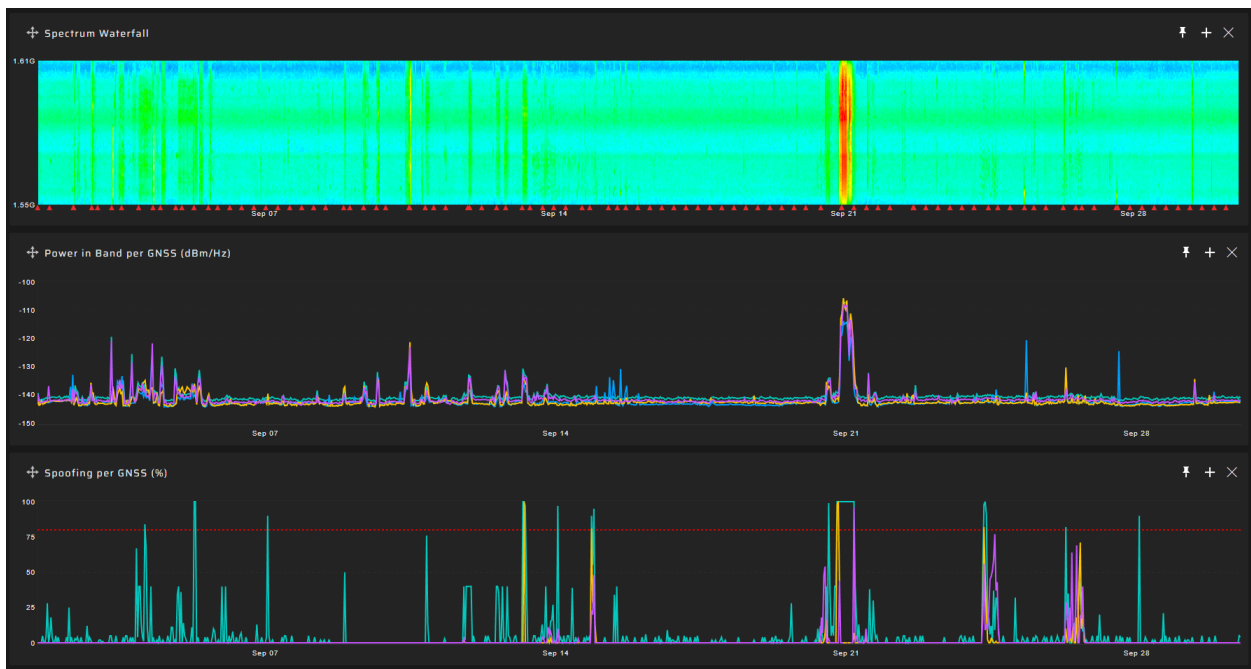 Spectrum Waterfall
1.61G
1.55G
Sep 07 Sep 14 Sep 21 Sep 28
Power in Band per GNSS (dBm/Hz)
-100
-110
-120
-130
-140
-150
Sep 07 Sep 14 Sep 21 Sep 28
Spoofing per GNSS (%)
100
75
50
25
0
Sep 07 Sep 14 Sep 21 Sep 28